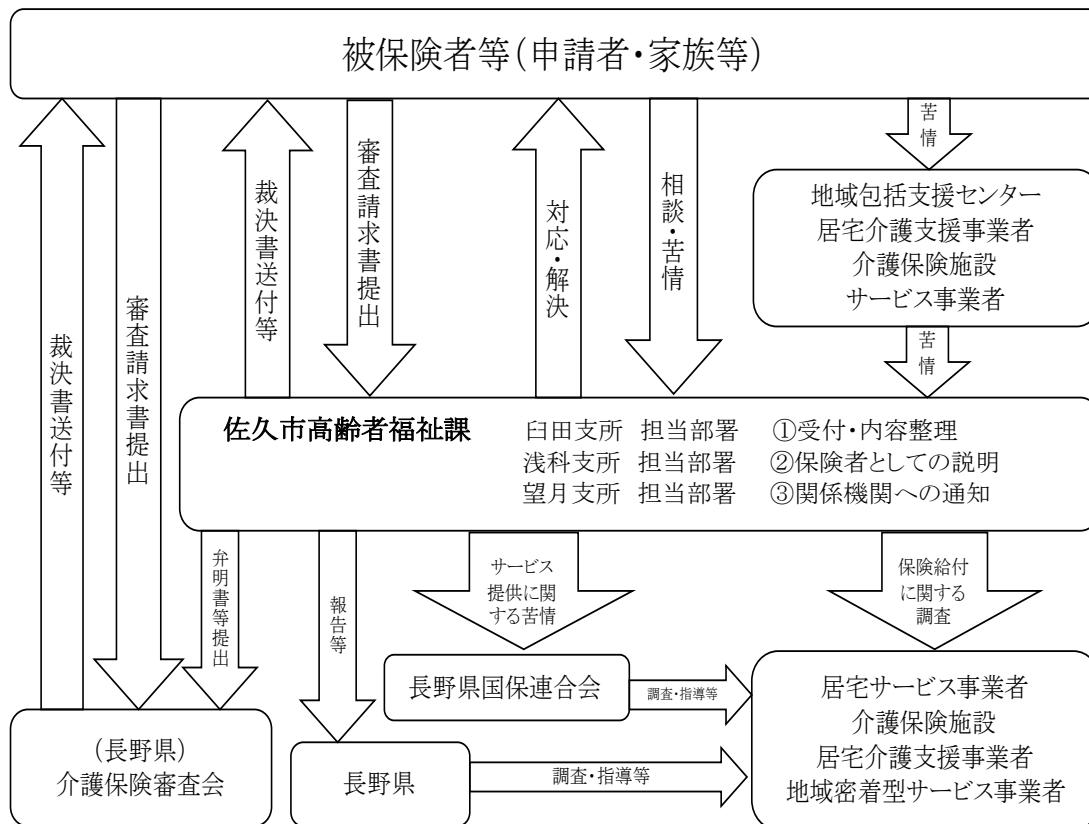 被保険者等(申請者・家族等)
裁決書送付等
審査請求書提出
裁決書送付等
審査請求書提出
対応・解決
相談・苦情
苦情
地域包括支援センター
居宅介護支援事業者
介護保険施設
サービス事業者
苦情
佐久市高齢者福祉課
臼田支所 担当部署 ①受付・内容整理
浅科支所 担当部署 ②保険者としての説明
望月支所 担当部署 ③関係機関への通知
弁明書等提出
報告等
サービス
提供に関
する苦情
保険給付
に関する
調査
長野県国保連合会
調査・指導等
居宅サービス事業者
介護保険施設
居宅介護支援事業者
地域密着型サービス事業者
(長野県)
介護保険審査会
長野県
調査・指導等